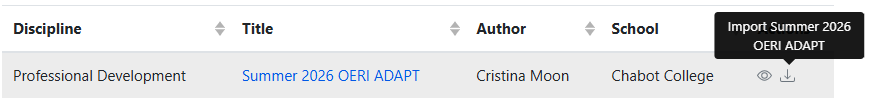 Discipline Title Author School
Import Summer 2026
OERI ADAPT
Professional Development Summer 2026 OERI ADAPT Cristina Moon Chabot College